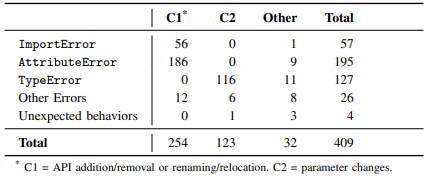 C1* C2 Other Total
ImportError 56 0 1 57
AttributeError 186 0 9 195
TypeError 0 116 11 127
Other Errors 12 6 8 26
Unexpected behaviors 0 1 3 4
Total 254 123 32 409
* C1 = API addition/removal or renaming/relocation. C2 = parameter changes.